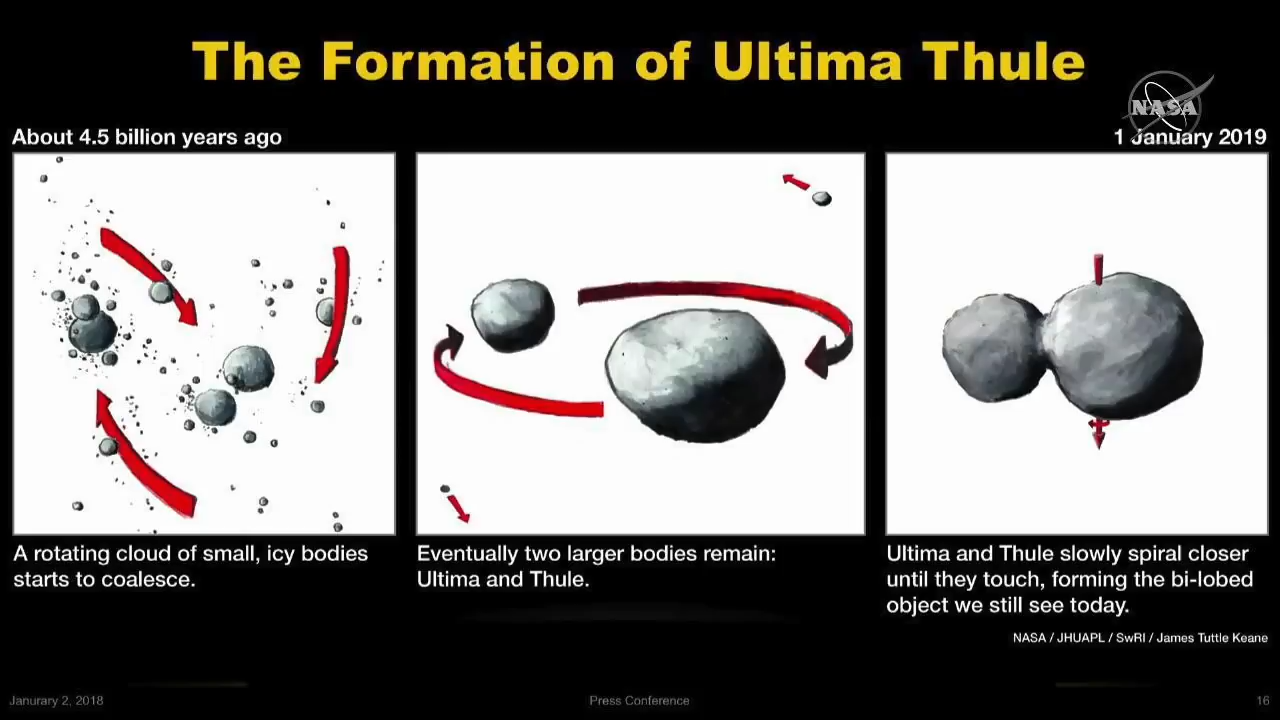 The Formation of Ultima Thule
NASA
About 4.5 billion years ago
1 January 2019
A rotating cloud of small, icy bodies
starts to coalesce.
Eventually two larger bodies remain:
Ultima and Thule.
Ultima and Thule slowly spiral closer
until they touch, forming the bi-lobed
object we still see today.
NASA / JHUAPL / SwRI / James Tuttle Keane
Janurary 2, 2018
Press Conference
16